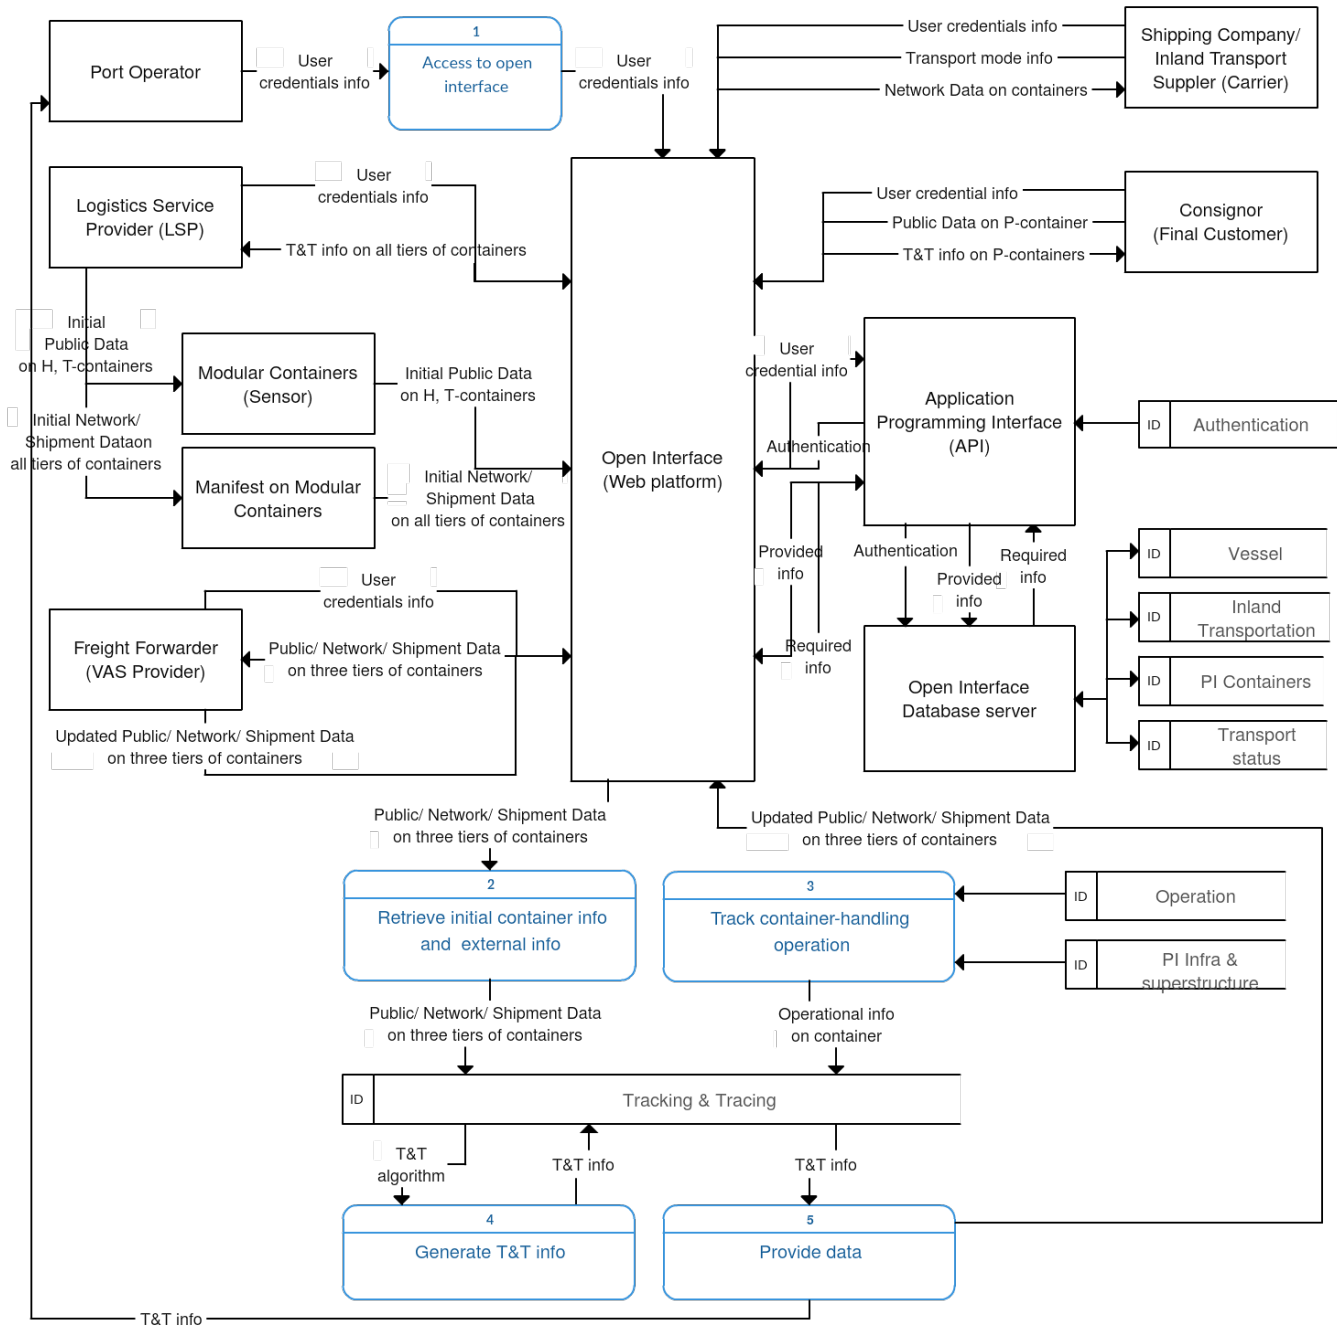 Port Operator
User
credentials info
1
Access to open
interface
User
credentials info
User credentials info
Transport mode info
Network Data on containers
Shipping Company/
Inland Transport
Suppler (Carrier)
Logistics Service
Provider (LSP)
User
credentials info
T&T info on all tiers of containers
User credential info
Public Data on P-container
T&T info on P-containers
Consignor
(Final Customer)
Initial
Public Data
on H, T-containers
Modular Containers
(Sensor)
Initial Public Data
on H, T-containers
Initial Network/
Shipment Dataon
all tiers of containers
Manifest on Modular
Containers
Initial Network/
Shipment Data
on all tiers of containers
Open Interface
(Web platform)
User
credential info
Authentication
Application
Programming Interface
(API)
ID
Authentication
Provided
info
Required
info
Authentication
Provided
info
Required
info
Open Interface
Database server
ID
Vessel
ID
Inland
Transportation
ID
PI Containers
ID
Transport
status
User
credentials info
Freight Forwarder
(VAS Provider)
Public/ Network/ Shipment Data
on three tiers of containers
Updated Public/ Network/ Shipment Data
on three tiers of containers
Public/ Network/ Shipment Data
on three tiers of containers
Updated Public/ Network/ Shipment Data
on three tiers of containers
2
Retrieve initial container info
and external info
3
Track container-handling
operation
ID
Operation
ID
PI Infra &
superstructure
Public/ Network/ Shipment Data
on three tiers of containers
Operational info
on container
ID
Tracking & Tracing
T&T
algorithm
T&T info
T&T info
4
Generate T&T info
5
Provide data
T&T info